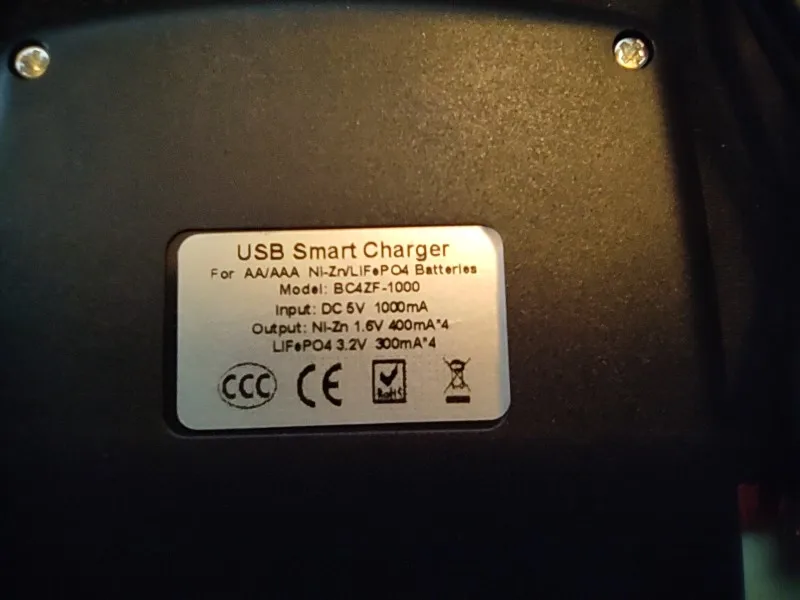 USB Smart Charger
For AA/AAA Ni-Zn/LiFePO4 Batteries
Model: BC4ZF-1000
Input: DC 5V 1000mA
Output: Ni-Zn 1.6V 400mA*4
LiFePO4 3.2V 300mA*4
CCC CE RoHS